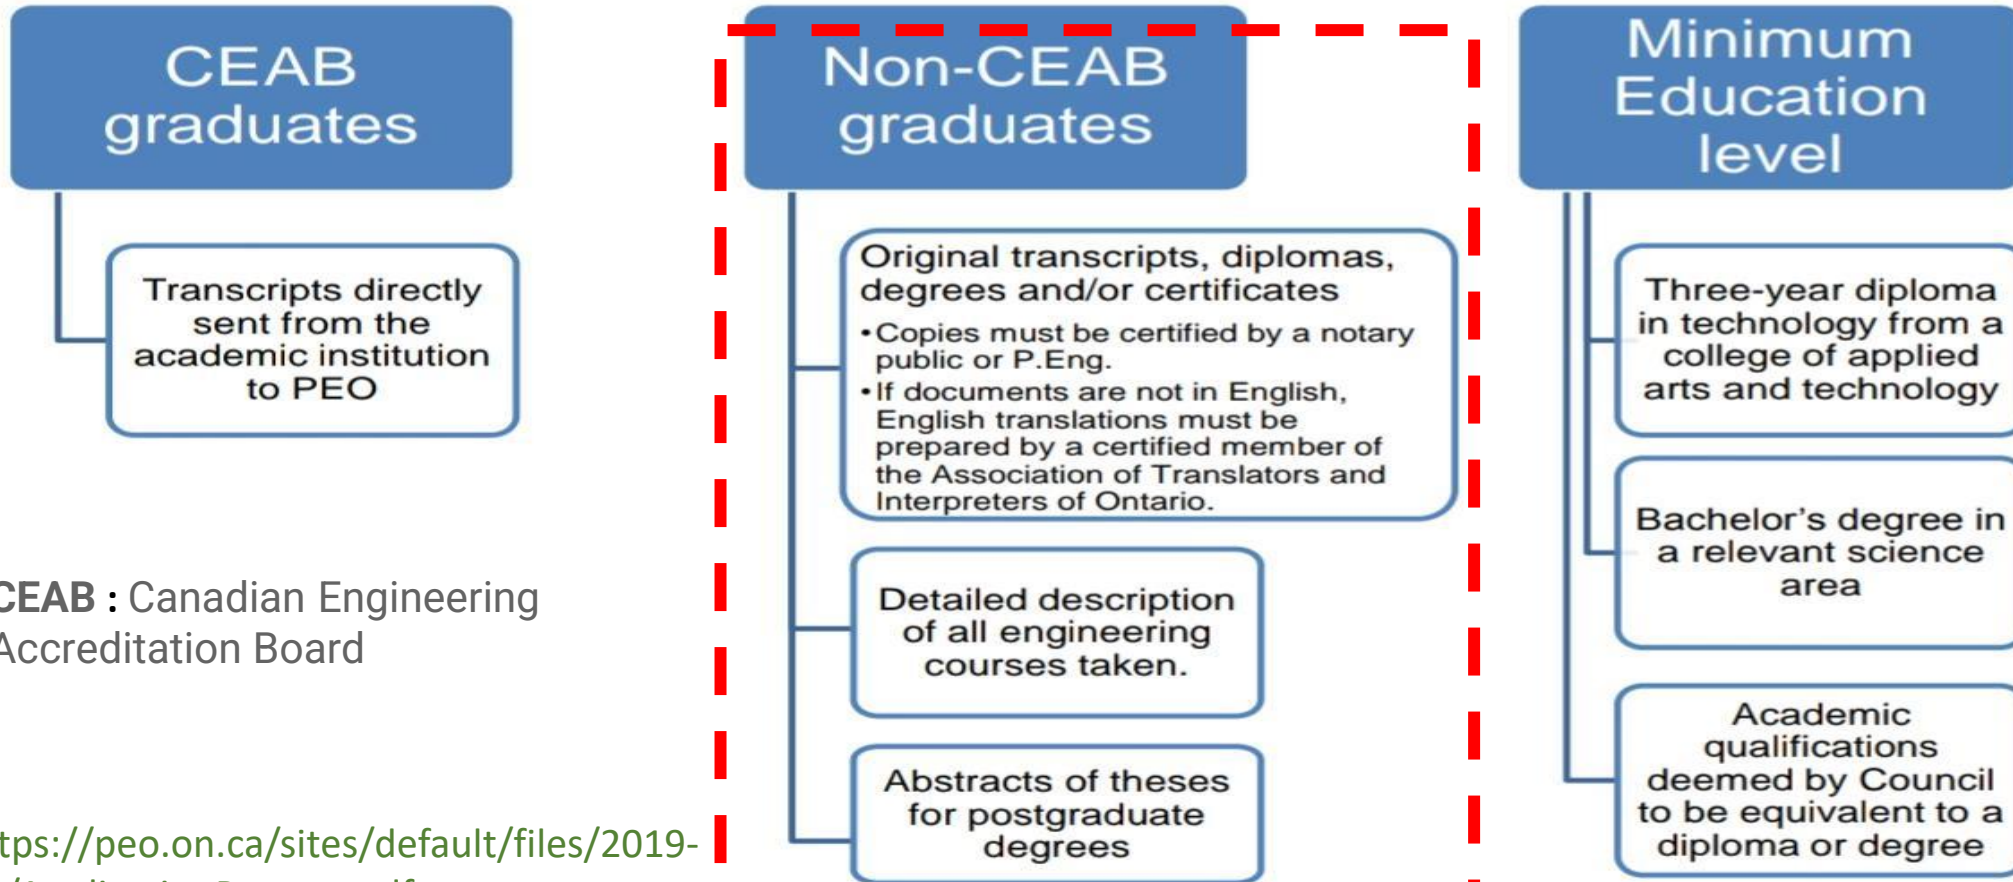 CEAB
graduates
Transcripts directly
sent from the
academic institution
to PEO
CEAB : Canadian Engineering
Accreditation Board
tps://peo.on.ca/sites/default/files/2019-
Non-CEAB
graduates
Original transcripts, diplomas,
degrees and/or certificates
•Copies must be certified by a notary
public or P.Eng.
•If documents are not in English,
English translations must be
prepared by a certified member of
the Association of Translators and
Interpreters of Ontario.
Detailed description
of all engineering
courses taken.
Abstracts of theses
for postgraduate
degrees
Minimum
Education
level
Three-year diploma
in technology from a
college of applied
arts and technology
Bachelor's degree in
a relevant science
area
Academic
qualifications
deemed by Council
to be equivalent to a
diploma or degree